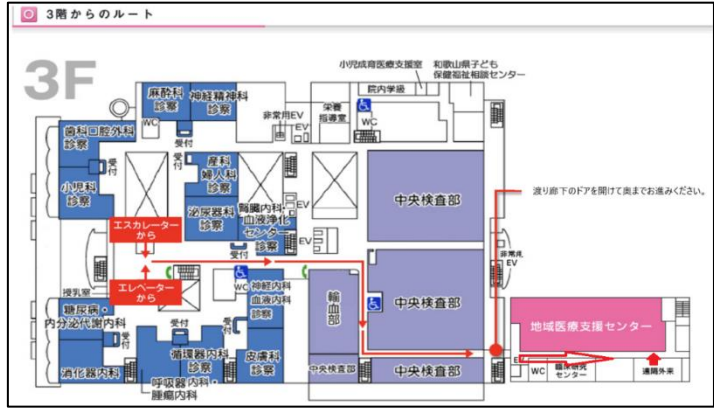 3階からのルート
3F
小児成育医療支援室
和歌山県子ども
保健福祉相談センター
麻酔科
診察
神経精神科
診察
院内学級
栄養
指導室
非常用EV
WC
EV
WC
受付
歯科口腔外科
診察
受付
小児科
診察
受付
産科
婦人科
診察
中央検査部
渡り廊下のドアを開けて奥までお進みください。
泌尿器科
診察
腎臓内科・
血液浄化
センター
診察
EV
受付
エスカレーター
から
EV
非常用
EV
エレベーター
から
授乳室
WC
神経内科
血液内科
診察
輸血部
中央検査部
糖尿病・
内分泌代謝内科
受付
受付
受付
地域医療支援センター
消化器内科
循環器内科
診察
呼吸器内科・
腫瘍内科
皮膚科
診察
中央検査部
中央検査部
WC
臨床研究
センター
遠隔外来